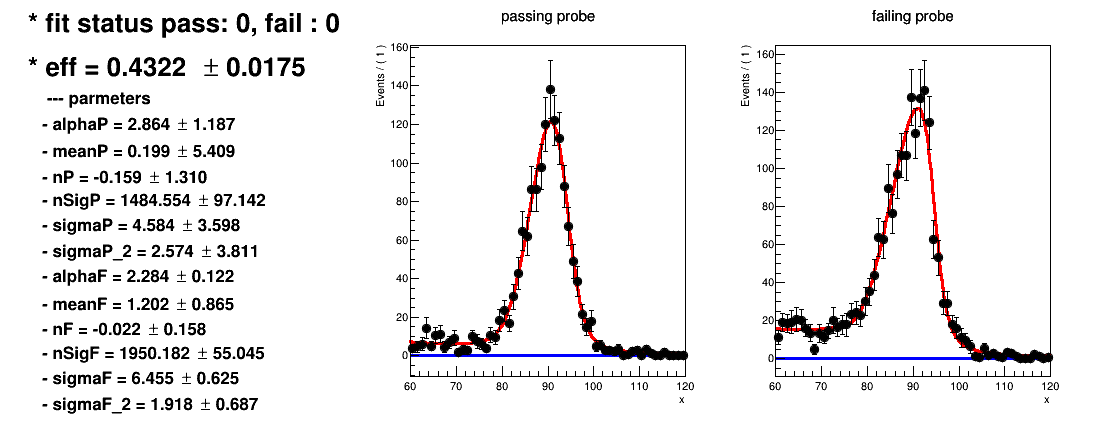 * fit status pass: 0, fail : 0
* eff = 0.4322 ± 0.0175
--- parmeters
- alphaP = 2.864 ± 1.187
- meanP = 0.199 ± 5.409
- nP = -0.159 ± 1.310
- nSigP = 1484.554 ± 97.142
- sigmaP = 4.584 ± 3.598
- sigmaP_2 = 2.574 ± 3.811
- alphaF = 2.284 ± 0.122
- meanF = 1.202 ± 0.865
- nF = -0.022 ± 0.158
- nSigF = 1950.182 ± 55.045
- sigmaF = 6.455 ± 0.625
- sigmaF_2 = 1.918 ± 0.687
passing probe
Events / ( 1 )
160
140
120
100
80
60
40
20
0
60 70 80 90 100 110 120
x
failing probe
Events / ( 1 )
160
140
120
100
80
60
40
20
0
60 70 80 90 100 110 120
x